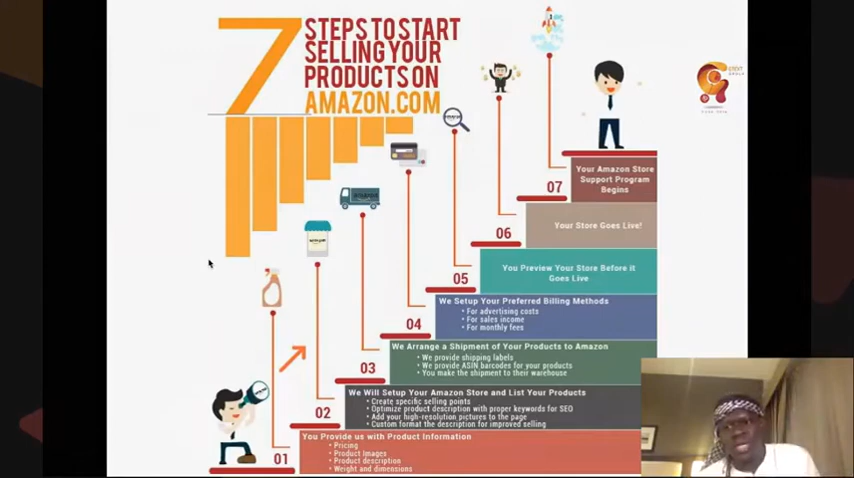 7 STEPS TO START
SELLING YOUR
PRODUCTS ON
AMAZON.COM
07
Your Amazon Store
Support Program
Begins
06
Your Store Goes Live!
05
You Preview Your Store Before it
Goes Live
04
We Setup Your Preferred Billing Methods
• For advertising costs
• For sales income
• For monthly fees
03
We Arrange a Shipment of Your Products to Amazon
• We provide shipping labels
• We provide ASIN barcodes for your products
• You make the shipment to their warehouse
02
We Will Setup Your Amazon Store and List Your Products
• Create specific selling points
• Optimize product description with proper keywords for SEO
• Add your high-resolution pictures to the page
• Custom format the description for improved selling
01
You Provide us with Product Information
• Pricing
• Product Images
• Product description
• Weight and dimensions